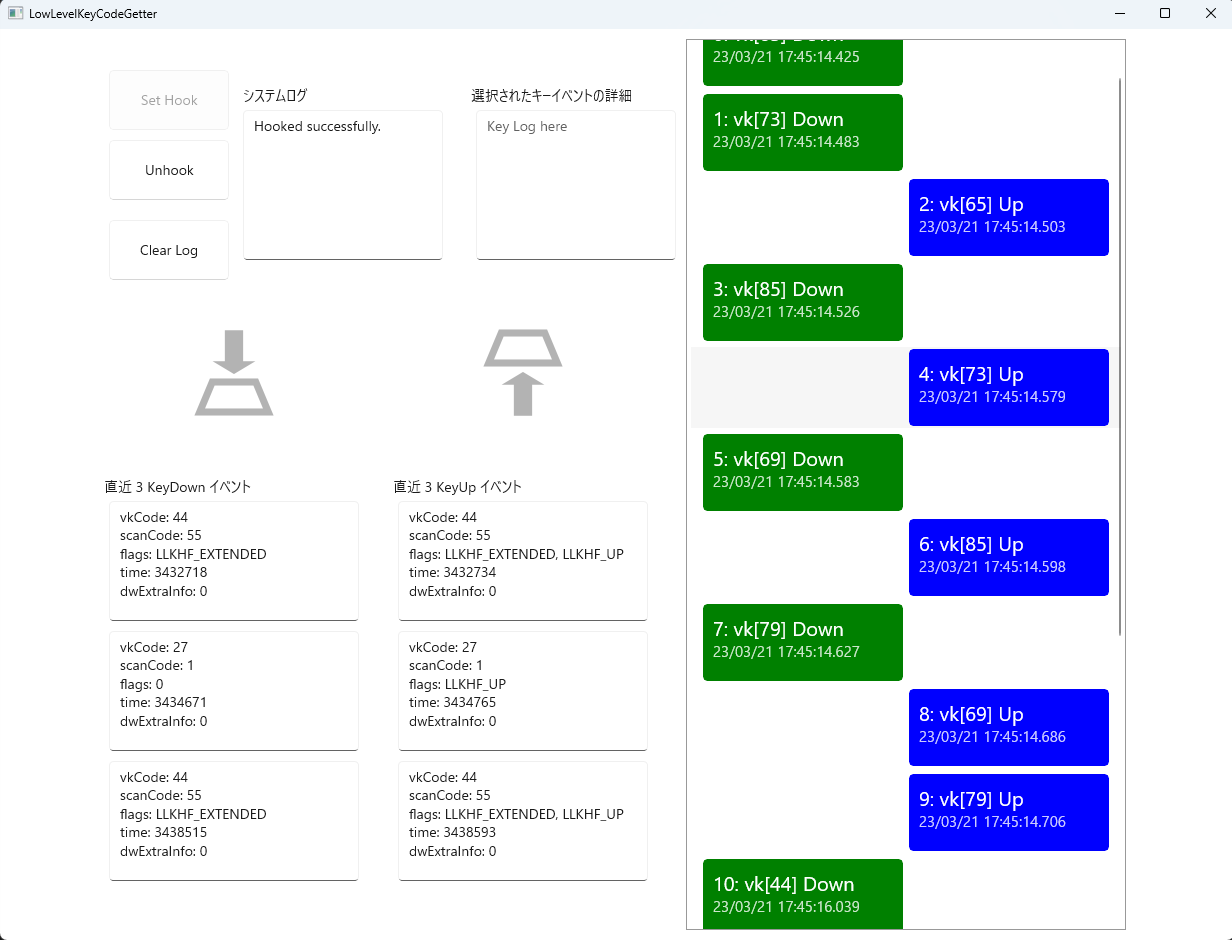 LowLevelKeyCodeGetter
Set Hook
Unhook
Clear Log
システムログ
Hooked successfully.
選択されたキーイベントの詳細
Key Log here
直近 3 KeyDown イベント
vkCode: 44
scanCode: 55
flags: LLKHF_EXTENDED
time: 3432718
dwExtraInfo: 0
vkCode: 27
scanCode: 1
flags: 0
time: 3434671
dwExtraInfo: 0
vkCode: 44
scanCode: 55
flags: LLKHF_EXTENDED
time: 3438515
dwExtraInfo: 0
直近 3 KeyUp イベント
vkCode: 44
scanCode: 55
flags: LLKHF_EXTENDED, LLKHF_UP
time: 3432734
dwExtraInfo: 0
vkCode: 27
scanCode: 1
flags: LLKHF_UP
time: 3434765
dwExtraInfo: 0
vkCode: 44
scanCode: 55
flags: LLKHF_EXTENDED, LLKHF_UP
time: 3438593
dwExtraInfo: 0
23/03/21 17:45:14.425
1: vk[73] Down
23/03/21 17:45:14.483
2: vk[65] Up
23/03/21 17:45:14.503
3: vk[85] Down
23/03/21 17:45:14.526
4: vk[73] Up
23/03/21 17:45:14.579
5: vk[69] Down
23/03/21 17:45:14.583
6: vk[85] Up
23/03/21 17:45:14.598
7: vk[79] Down
23/03/21 17:45:14.627
8: vk[69] Up
23/03/21 17:45:14.686
9: vk[79] Up
23/03/21 17:45:14.706
10: vk[44] Down
23/03/21 17:45:16.039